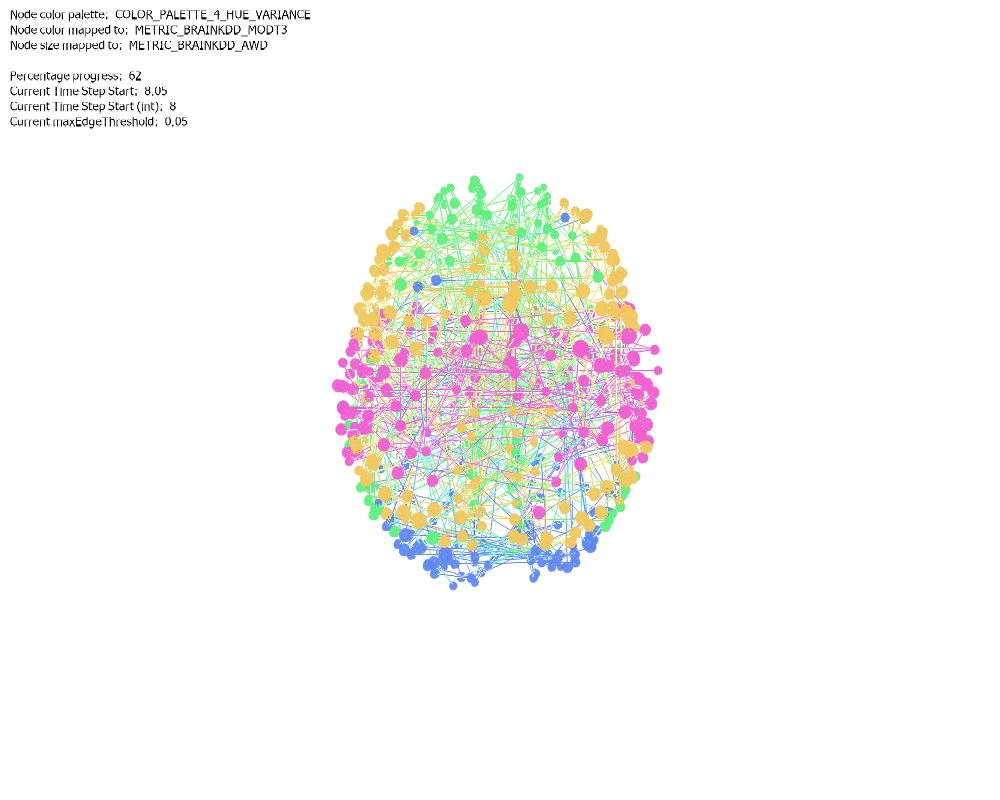 Node color palette:  COLOR_PALETTE_4_HUE_VARIANCE
Node color mapped to:  METRIC_BRAINKDD_MODT3
Node size mapped to:  METRIC_BRAINKDD_AWD
Percentage progress:  62
Current Time Step Start:  8.05
Current Time Step Start (int):  8
Current maxEdgeThreshold:  0.05